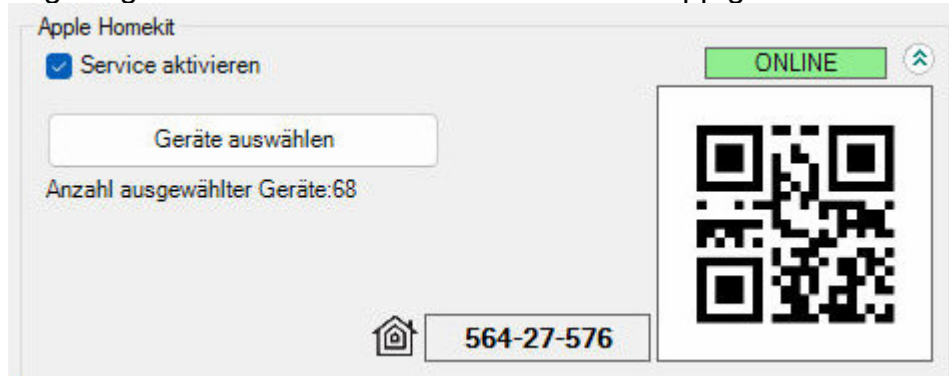 Apple Homekit
Service aktivieren
ONLINE
Geräte auswählen
Anzahl ausgewählter Geräte:68
564-27-576